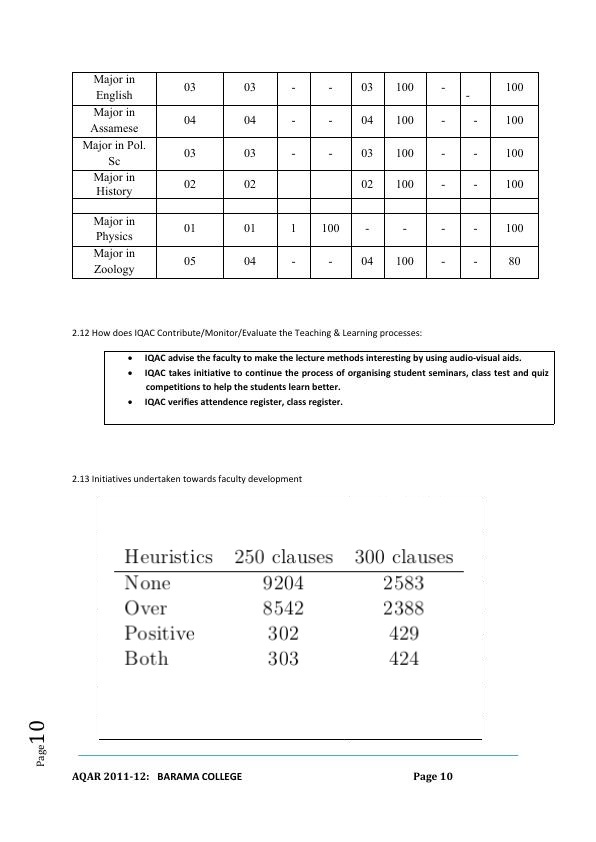 Major in English 03 03 - - 03 100 - - 100
Major in Assamese 04 04 - - 04 100 - - 100
Major in Pol. Sc 03 03 - - 03 100 - - 100
Major in History 02 02 02 100 - - 100
Major in Physics 01 01 1 100 - - - - 100
Major in Zoology 05 04 - - 04 100 - - 80
2.12 How does IQAC Contribute/Monitor/Evaluate the Teaching & Learning processes:
• IQAC advise the faculty to make the lecture methods interesting by using audio-visual aids.
• IQAC takes initiative to continue the process of organising student seminars, class test and quiz
competitions to help the students learn better.
• IQAC verifies attendence register, class register.
2.13 Initiatives undertaken towards faculty development
Heuristics 250 clauses 300 clauses
None 9204 2583
Over 8542 2388
Positive 302 429
Both 303 424
Page10
AQAR 2011-12: BARAMA COLLEGE Page 10